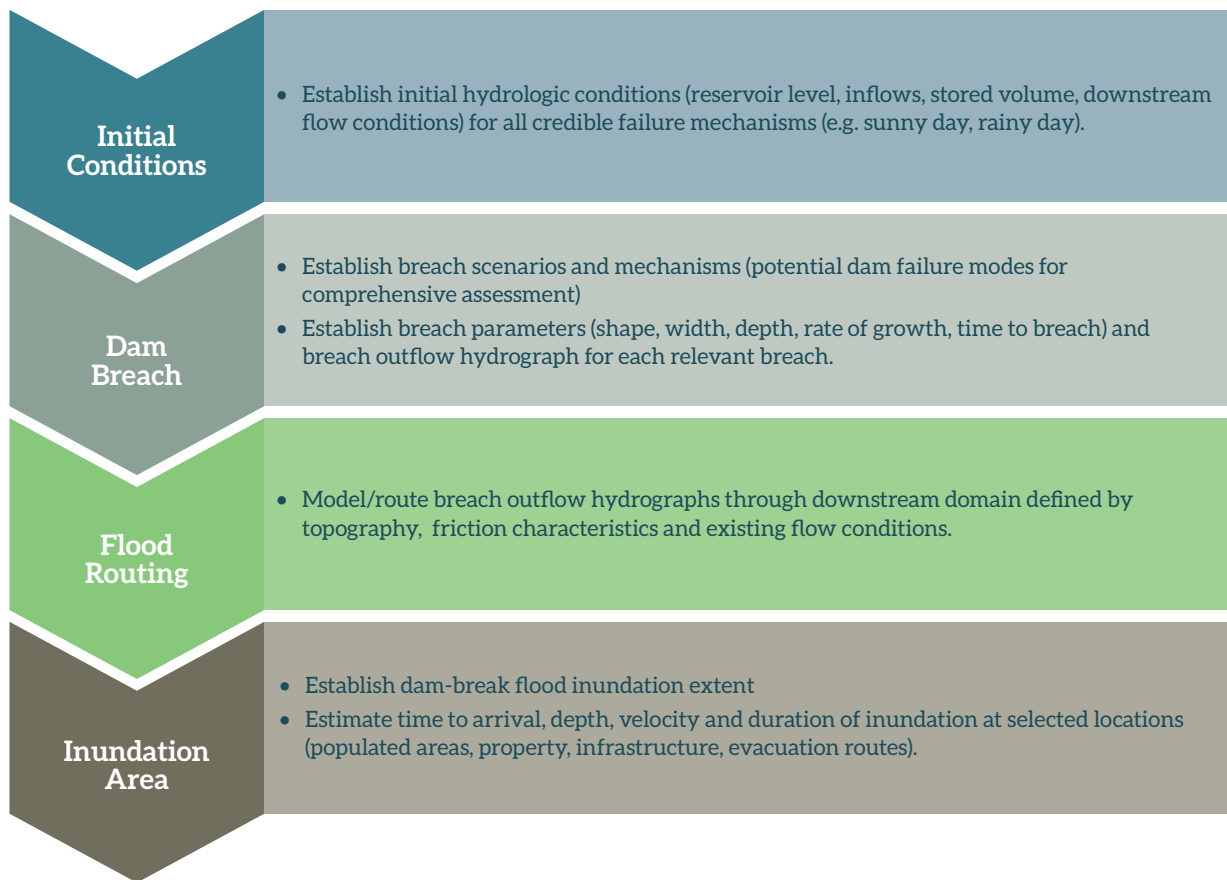 Initial
Conditions
• Establish initial hydrologic conditions (reservoir level, inflows, stored volume, downstream
flow conditions) for all credible failure mechanisms (e.g. sunny day, rainy day).
Dam
Breach
• Establish breach scenarios and mechanisms (potential dam failure modes for
comprehensive assessment)
• Establish breach parameters (shape, width, depth, rate of growth, time to breach) and
breach outflow hydrograph for each relevant breach.
Flood
Routing
• Model/route breach outflow hydrographs through downstream domain defined by
topography,  friction characteristics and existing flow conditions.
Inundation
Area
• Establish dam-break flood inundation extent
• Estimate time to arrival, depth, velocity and duration of inundation at selected locations
(populated areas, property, infrastructure, evacuation routes).